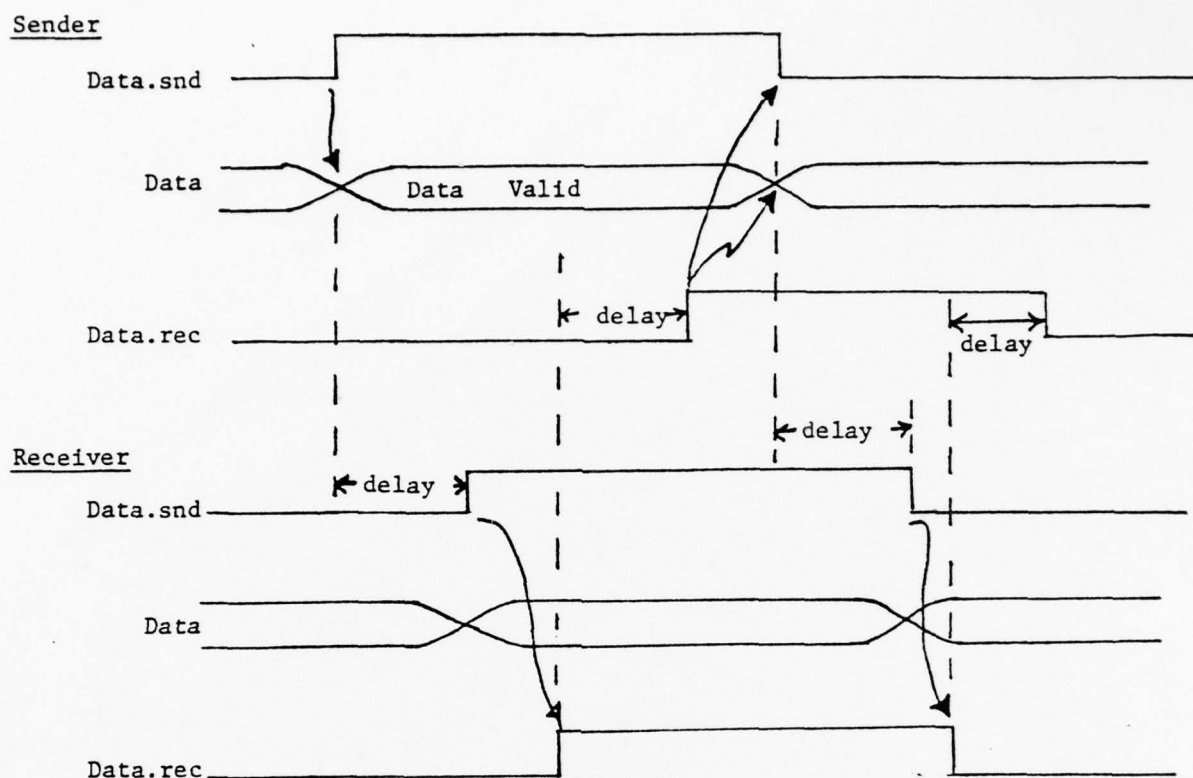 Sender
Data.snd
Data
Data Valid
delay
Data.rec
delay
delay
Receiver
delay
Data.snd
Data
Data.rec